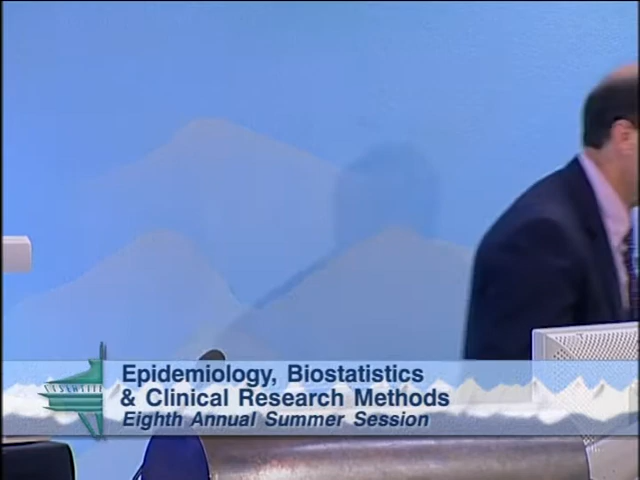 Epidemiology, Biostatistics
& Clinical Research Methods
Eighth Annual Summer Session